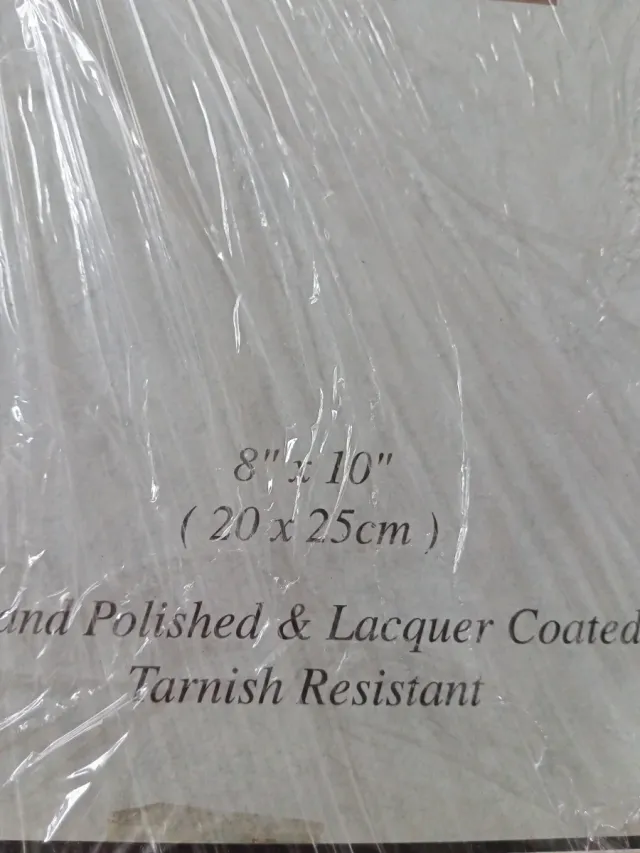 8" x 10"
( 20 x 25cm )
and Polished & Lacquer Coated
Tarnish Resistant